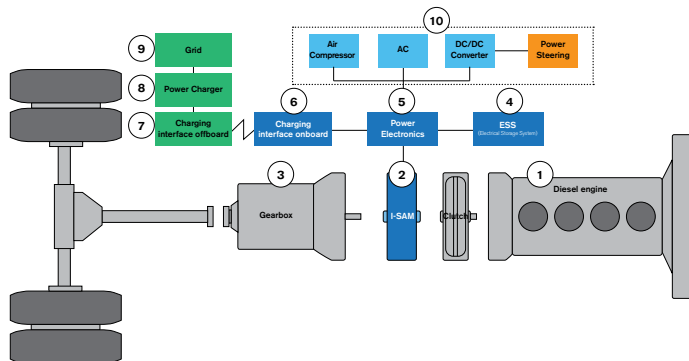 10
9
Grid
Air
Compressor
AC
DC/DC
Converter
Power
Steering
8
Power Charger
7
Charging
interface offboard
6
Charging
interface onboard
5
Power
Electronics
4
ESS
(Electrical Storage System)
3
Gearbox
2
I-SAM
Clutch
1
Diesel engine